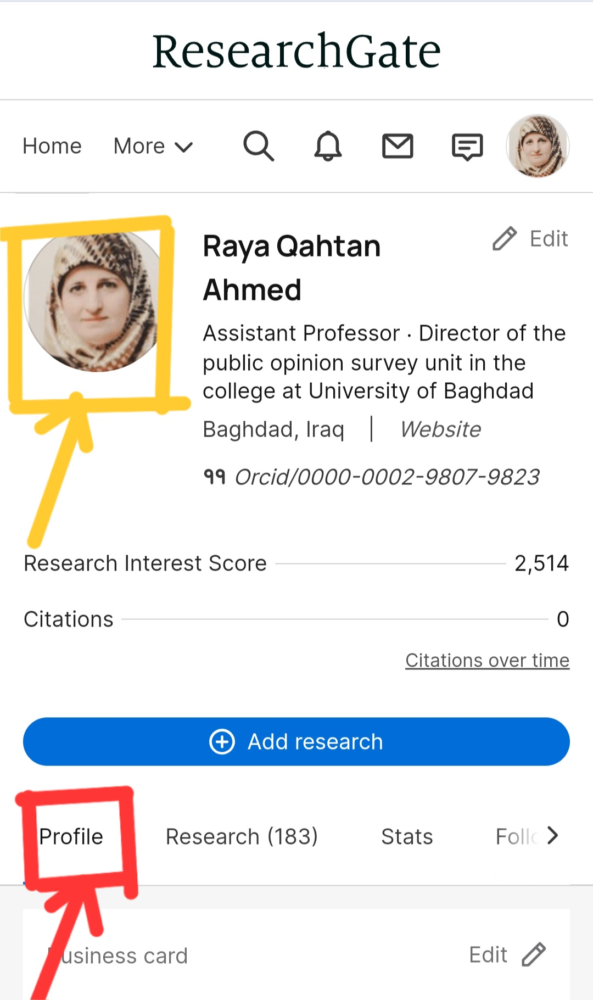 ResearchGate
Home More
Raya Qahtan
Ahmed
Edit
Assistant Professor · Director of the
public opinion survey unit in the
college at University of Baghdad
Baghdad, Iraq | Website
Orcid/0000-0002-9807-9823
Research Interest Score 2,514
Citations 0
Citations over time
Add research
Profile Research (183) Stats
usiness card Edit